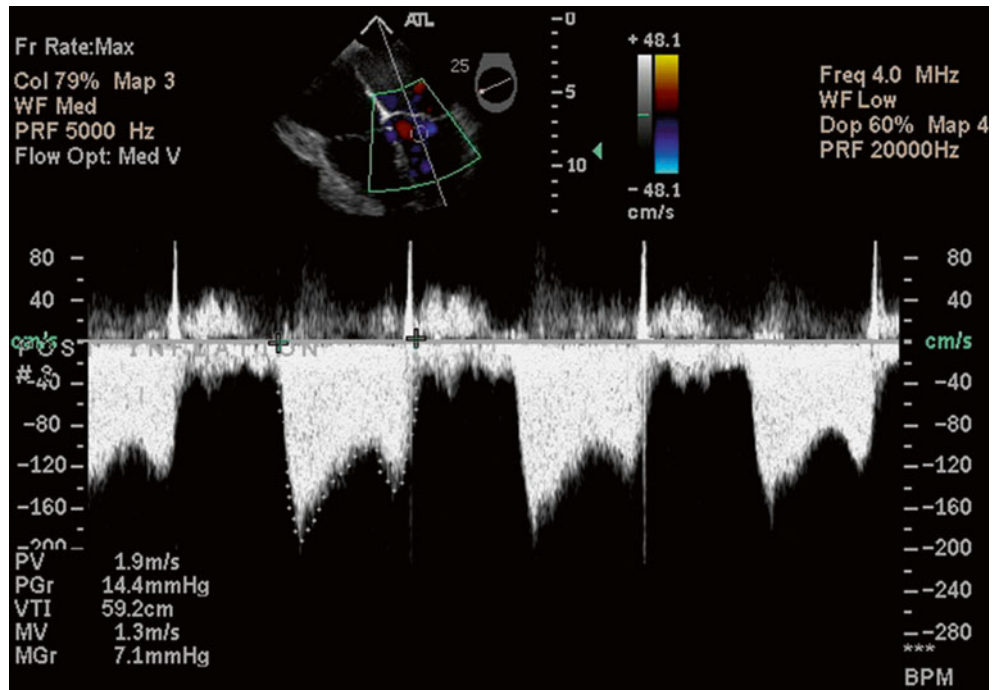 ATL
Fr Rate:Max
Col 79% Map 3
WF Med
PRF 5000 Hz
Flow Opt: Med V
25
0
5
10
+ 48.1
- 48.1
cm/s
Freq 4.0 MHz
WF Low
Dop 60% Map 4
PRF 20000Hz
80
40
cm/s
INFLATION
-40
-80
-120
-160
-200
80
40
cm/s
-40
-80
-120
-160
-200
-240
-280
***
BPM
PV 1.9m/s
PGr 14.4mmHg
VTI 59.2cm
MV 1.3m/s
MGr 7.1mmHg